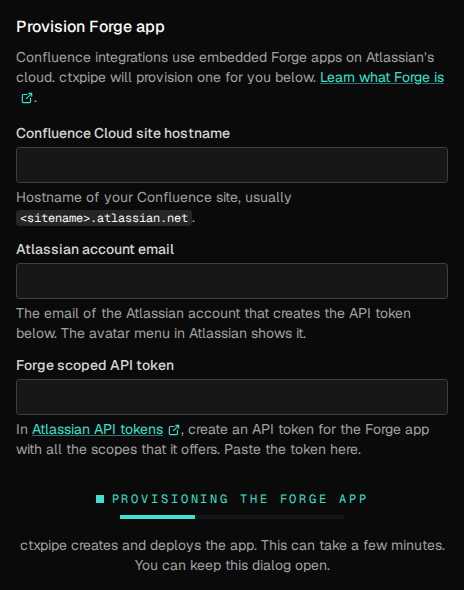 Provision Forge app
Confluence integrations use embedded Forge apps on Atlassian's
cloud. ctxpipe will provision one for you below. Learn what Forge is
.
Confluence Cloud site hostname
Hostname of your Confluence site, usually
<sitename>.atlassian.net.
Atlassian account email
The email of the Atlassian account that creates the API token
below. The avatar menu in Atlassian shows it.
Forge scoped API token
In Atlassian API tokens , create an API token for the Forge app
with all the scopes that it offers. Paste the token here.
PROVISIONING THE FORGE APP
ctxpipe creates and deploys the app. This can take a few minutes.
You can keep this dialog open.